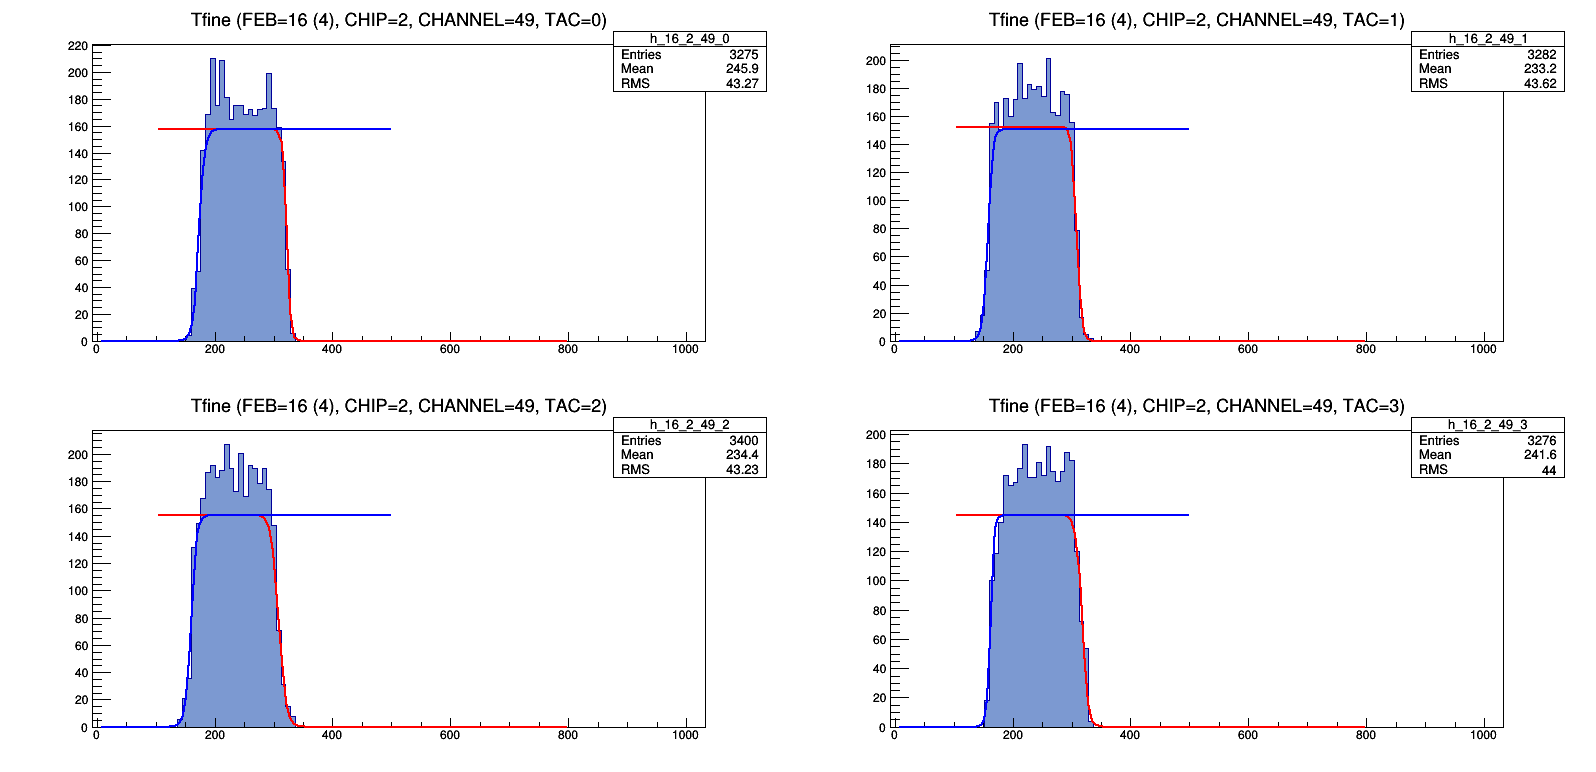 Tfine (FEB=16 (4), CHIP=2, CHANNEL=49, TAC=0)
h_16_2_49_0
Entries 3275
Mean 245.9
RMS 43.27
220
200
180
160
140
120
100
80
60
40
20
0
0 200 400 600 800 1000
Tfine (FEB=16 (4), CHIP=2, CHANNEL=49, TAC=1)
h_16_2_49_1
Entries 3282
Mean 233.2
RMS 43.62
200
180
160
140
120
100
80
60
40
20
0
0 200 400 600 800 1000
Tfine (FEB=16 (4), CHIP=2, CHANNEL=49, TAC=2)
h_16_2_49_2
Entries 3400
Mean 234.4
RMS 43.23
200
180
160
140
120
100
80
60
40
20
0
0 200 400 600 800 1000
Tfine (FEB=16 (4), CHIP=2, CHANNEL=49, TAC=3)
h_16_2_49_3
Entries 3276
Mean 241.6
RMS 44
200
180
160
140
120
100
80
60
40
20
0
0 200 400 600 800 1000